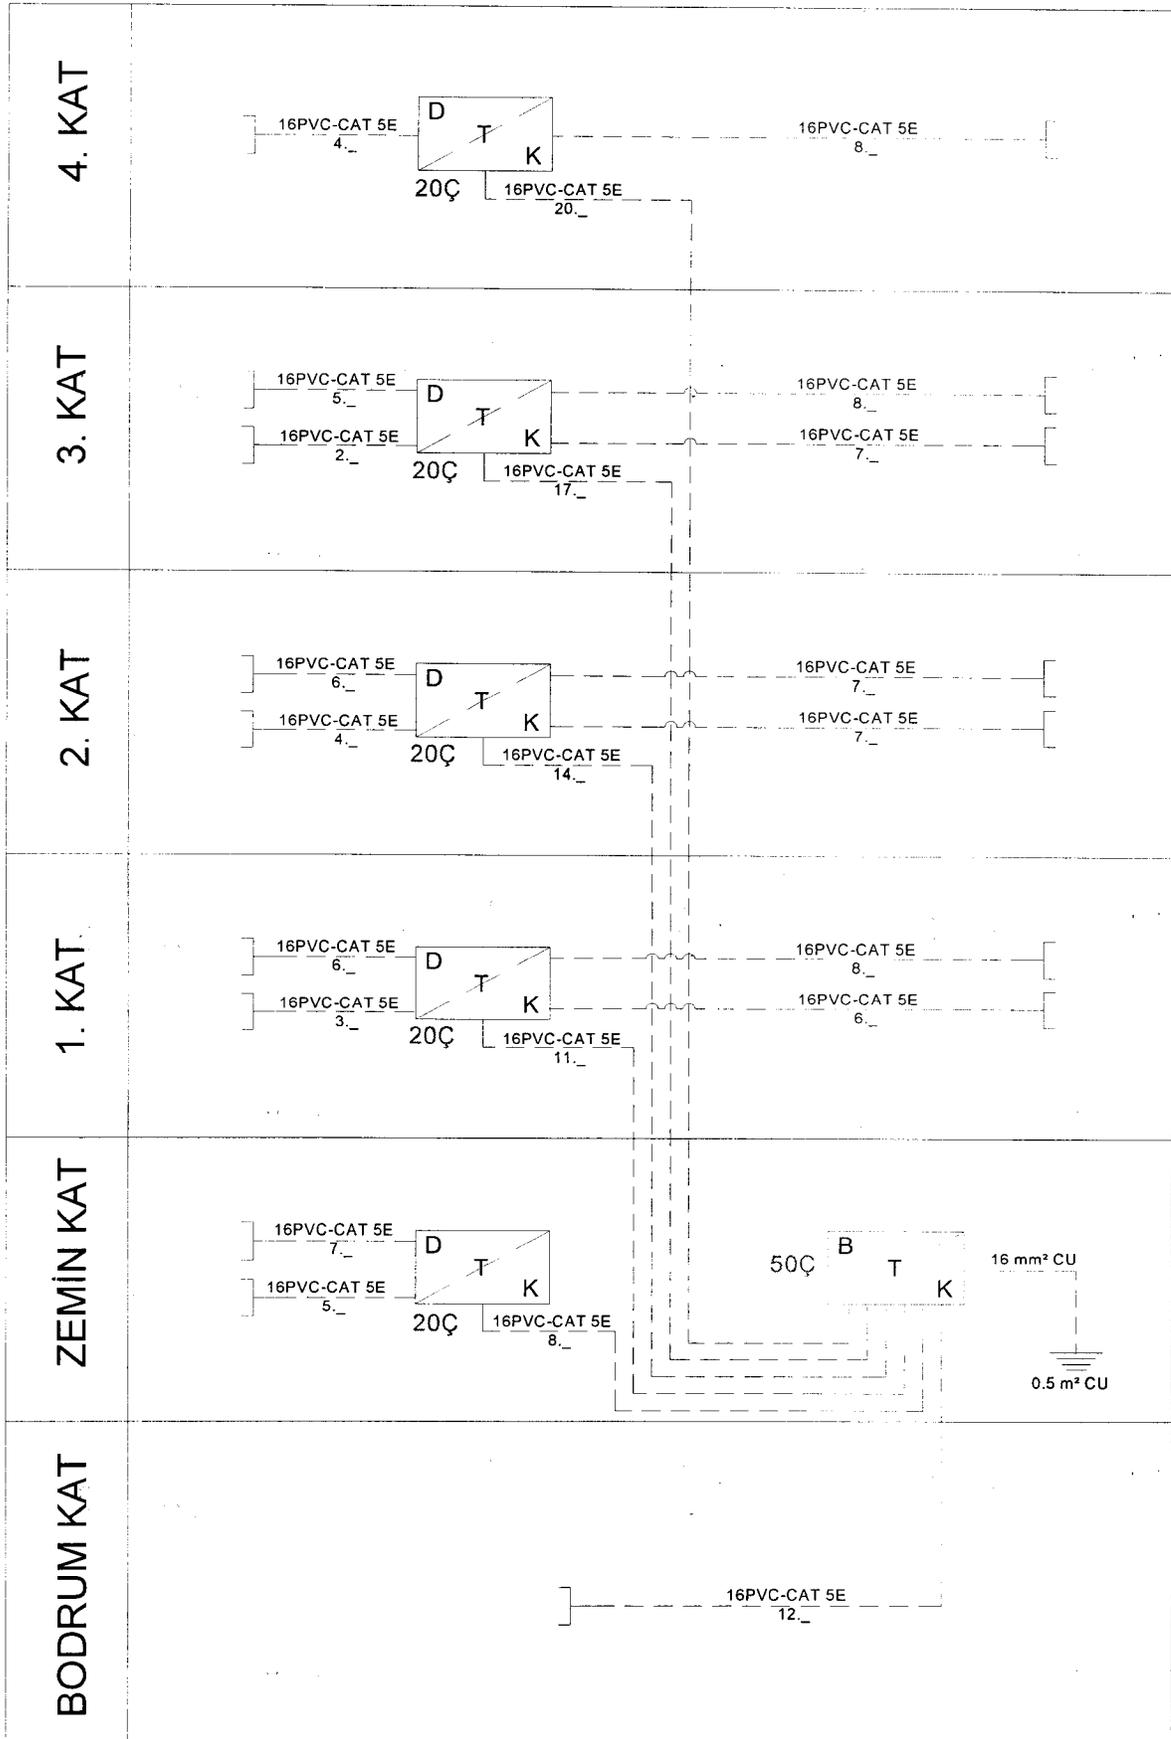 4. KAT
16PVC-CAT 5E
4._
D
T
K
20Ç
16PVC-CAT 5E
8._
16PVC-CAT 5E
20._
3. KAT
16PVC-CAT 5E
5._
16PVC-CAT 5E
2._
D
T
K
20Ç
16PVC-CAT 5E
8._
16PVC-CAT 5E
7._
16PVC-CAT 5E
17._
2. KAT
16PVC-CAT 5E
6._
16PVC-CAT 5E
4._
D
T
K
20Ç
16PVC-CAT 5E
7._
16PVC-CAT 5E
7._
16PVC-CAT 5E
14._
1. KAT
16PVC-CAT 5E
6._
16PVC-CAT 5E
3._
D
T
K
20Ç
16PVC-CAT 5E
8._
16PVC-CAT 5E
6._
16PVC-CAT 5E
11._
ZEMİN KAT
16PVC-CAT 5E
7._
16PVC-CAT 5E
5._
D
T
K
20Ç
16PVC-CAT 5E
8._
50Ç
B
T
K
16 mm² CU
0.5 m² CU
BODRUM KAT
16PVC-CAT 5E
12._